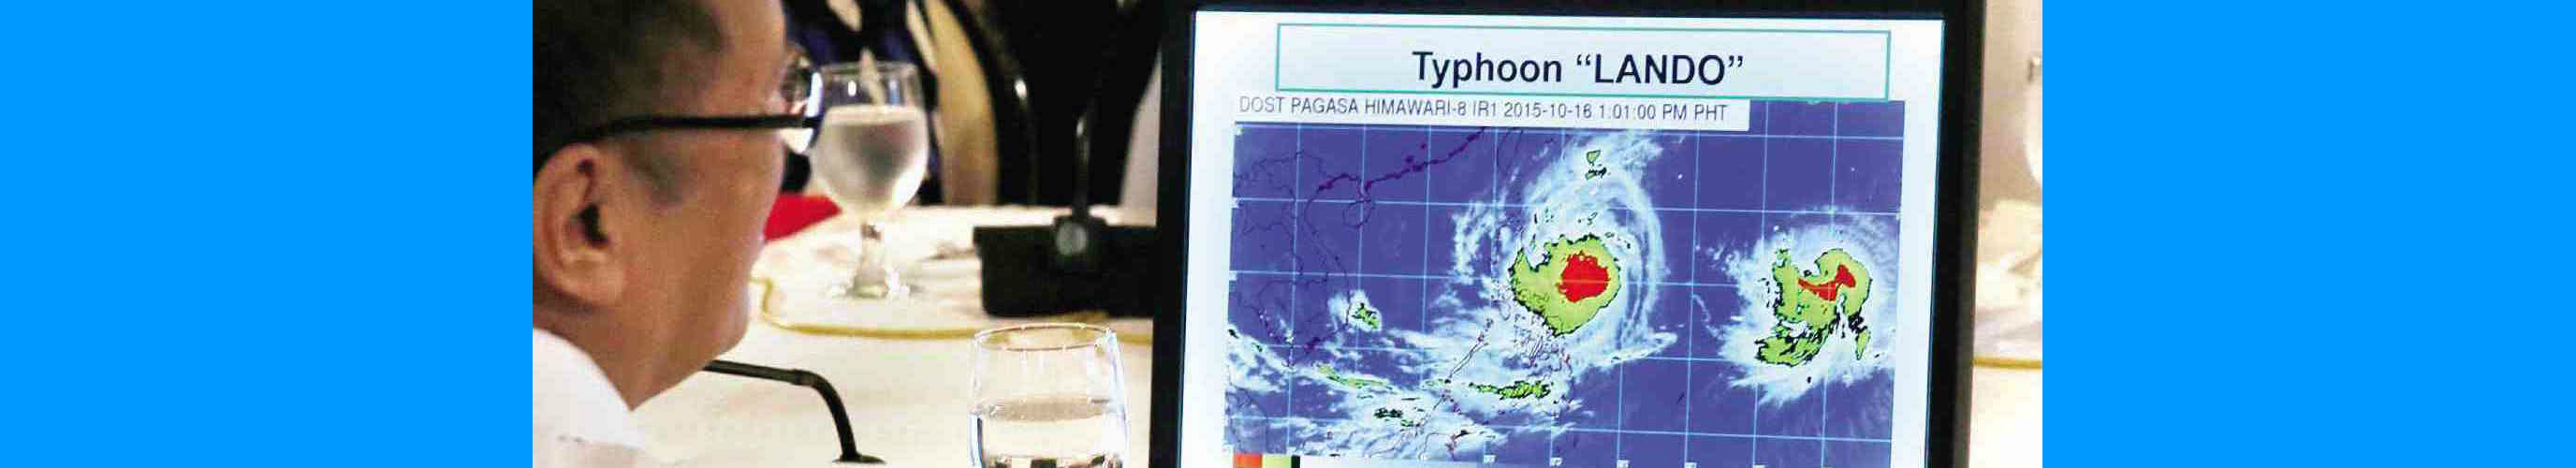 Typhoon “LANDO”
DOST PAGASA HIMAWARI-8 IR1 2015-10-16 1:01:00 PM PHT